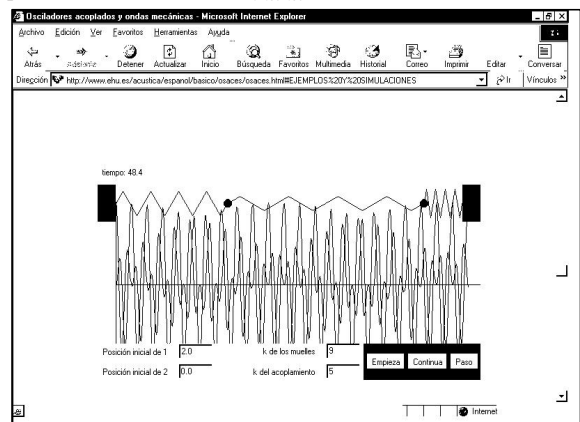 Osciladores acoplados y ondas mecánicas - Microsoft Internet Explorer
Archivo Edición Ver Favoritos Herramientas Ayuda
Atrás Adelante Detener Actualizar Inicio Búsqueda Favoritos Multimedia Historial Correo Imprimir Editar Conversar
Dirección http://www.ehu.es/acustica/espanol/basico/osaces/osaces.html#EJEMPLOS%20Y%20SIMULACIONES Ir Vínculos »
tiempo: 48.4
Posición inicial de 1 2.0 k de los muelles 9
Posición inicial de 2 0.0 k del acoplamiento 5
Empieza Continua Paso
Internet